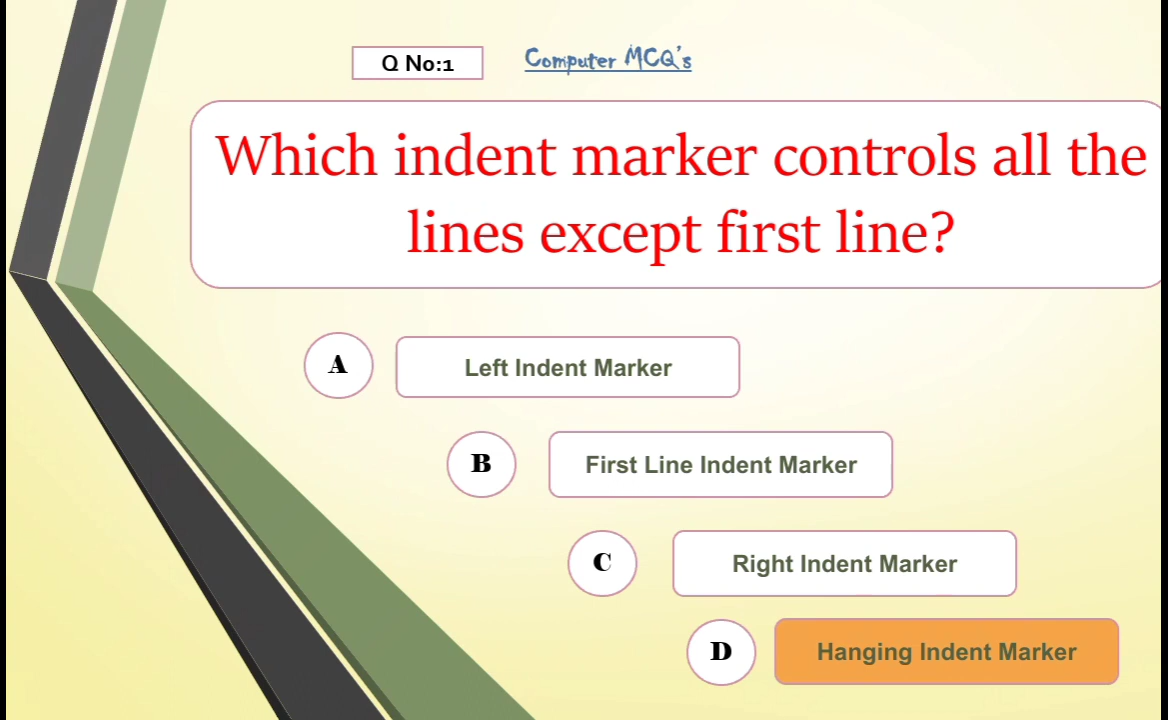 Q No:1
Computer MCQ's
Which indent marker controls all the
lines except first line?
A
Left Indent Marker
B
First Line Indent Marker
C
Right Indent Marker
D
Hanging Indent Marker